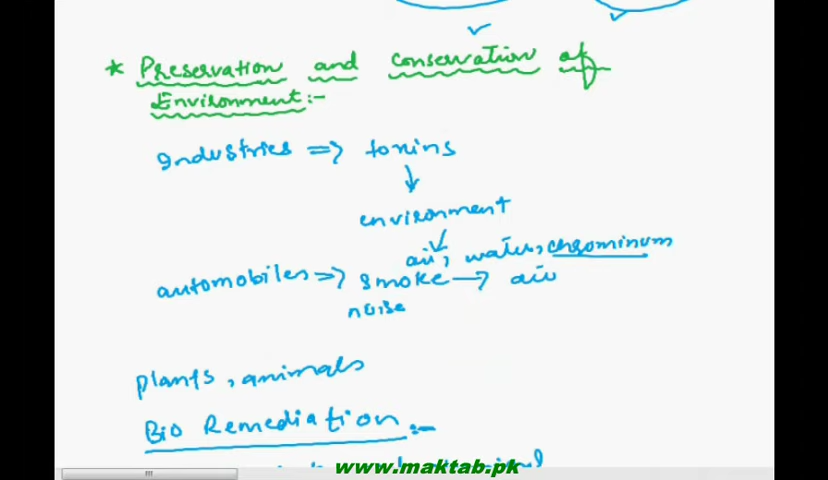 * Preservation and Conservation of
Environment:-
Industries => toxins
environment
air, water, chrominum
automobiles => smoke -> air
noise
plants, animals
Bio Remediation :-
www.maktab.pk